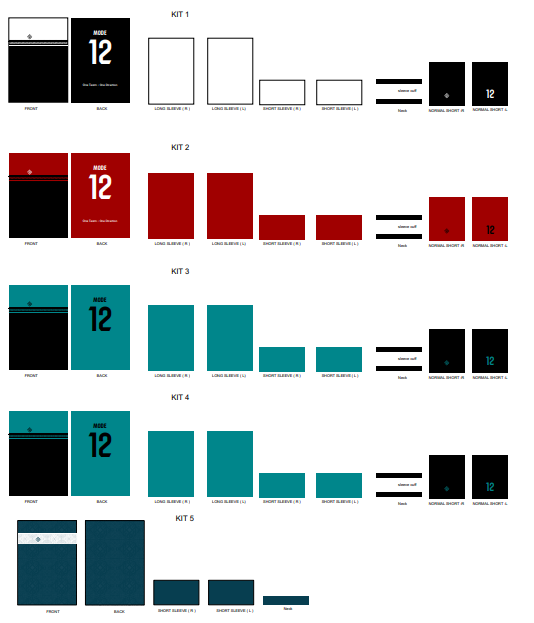 KIT 1
MODE
12
One Team - One Direction
12
sleeve cuff
FRONT
BACK
LONG SLEEVE ( R )
LONG SLEEVE ( L)
SHORT SLEEVE ( R )
SHORT SLEEVE ( L )
Neck
NORMAL SHORT -R
NORMAL SHORT -L
KIT 2
MODE
12
One Team - One Direction
12
sleeve cuff
FRONT
BACK
LONG SLEEVE ( R )
LONG SLEEVE ( L)
SHORT SLEEVE ( R )
SHORT SLEEVE ( L )
Neck
NORMAL SHORT -R
NORMAL SHORT -L
KIT 3
MODE
12
12
sleeve cuff
FRONT
BACK
LONG SLEEVE ( R )
LONG SLEEVE ( L)
SHORT SLEEVE ( R )
SHORT SLEEVE ( L )
Neck
NORMAL SHORT -R
NORMAL SHORT -L
KIT 4
MODE
12
12
sleeve cuff
FRONT
BACK
LONG SLEEVE ( R )
LONG SLEEVE ( L)
SHORT SLEEVE ( R )
SHORT SLEEVE ( L )
Neck
NORMAL SHORT -R
NORMAL SHORT -L
KIT 5
FRONT
BACK
SHORT SLEEVE ( R )
SHORT SLEEVE ( L )
Neck